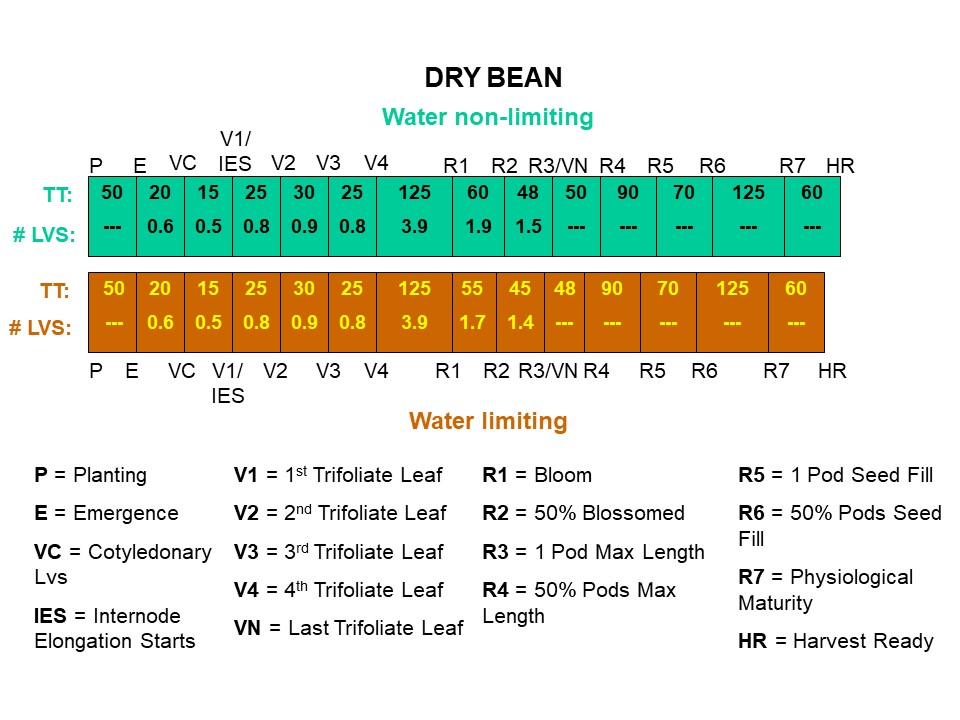 DRY BEAN
Water non-limiting
P E VC V1/ IES V2 V3 V4 R1 R2 R3/VN R4 R5 R6 R7 HR
TT: 50 20 15 25 30 25 125 60 48 50 90 70 125 60
# LVS: --- 0.6 0.5 0.8 0.9 0.8 3.9 1.9 1.5 --- --- --- --- ---
TT: 50 20 15 25 30 25 125 55 45 48 90 70 125 60
# LVS: --- 0.6 0.5 0.8 0.9 0.8 3.9 1.7 1.4 --- --- --- --- ---
P E VC V1/ IES V2 V3 V4 R1 R2 R3/VN R4 R5 R6 R7 HR
Water limiting
P = Planting
E = Emergence
VC = Cotyledonary
Lvs
IES = Internode
Elongation Starts
V1 = 1st Trifoliate Leaf
V2 = 2nd Trifoliate Leaf
V3 = 3rd Trifoliate Leaf
V4 = 4th Trifoliate Leaf
VN = Last Trifoliate Leaf
R1 = Bloom
R2 = 50% Blossomed
R3 = 1 Pod Max Length
R4 = 50% Pods Max
Length
R5 = 1 Pod Seed Fill
R6 = 50% Pods Seed
Fill
R7 = Physiological
Maturity
HR = Harvest Ready